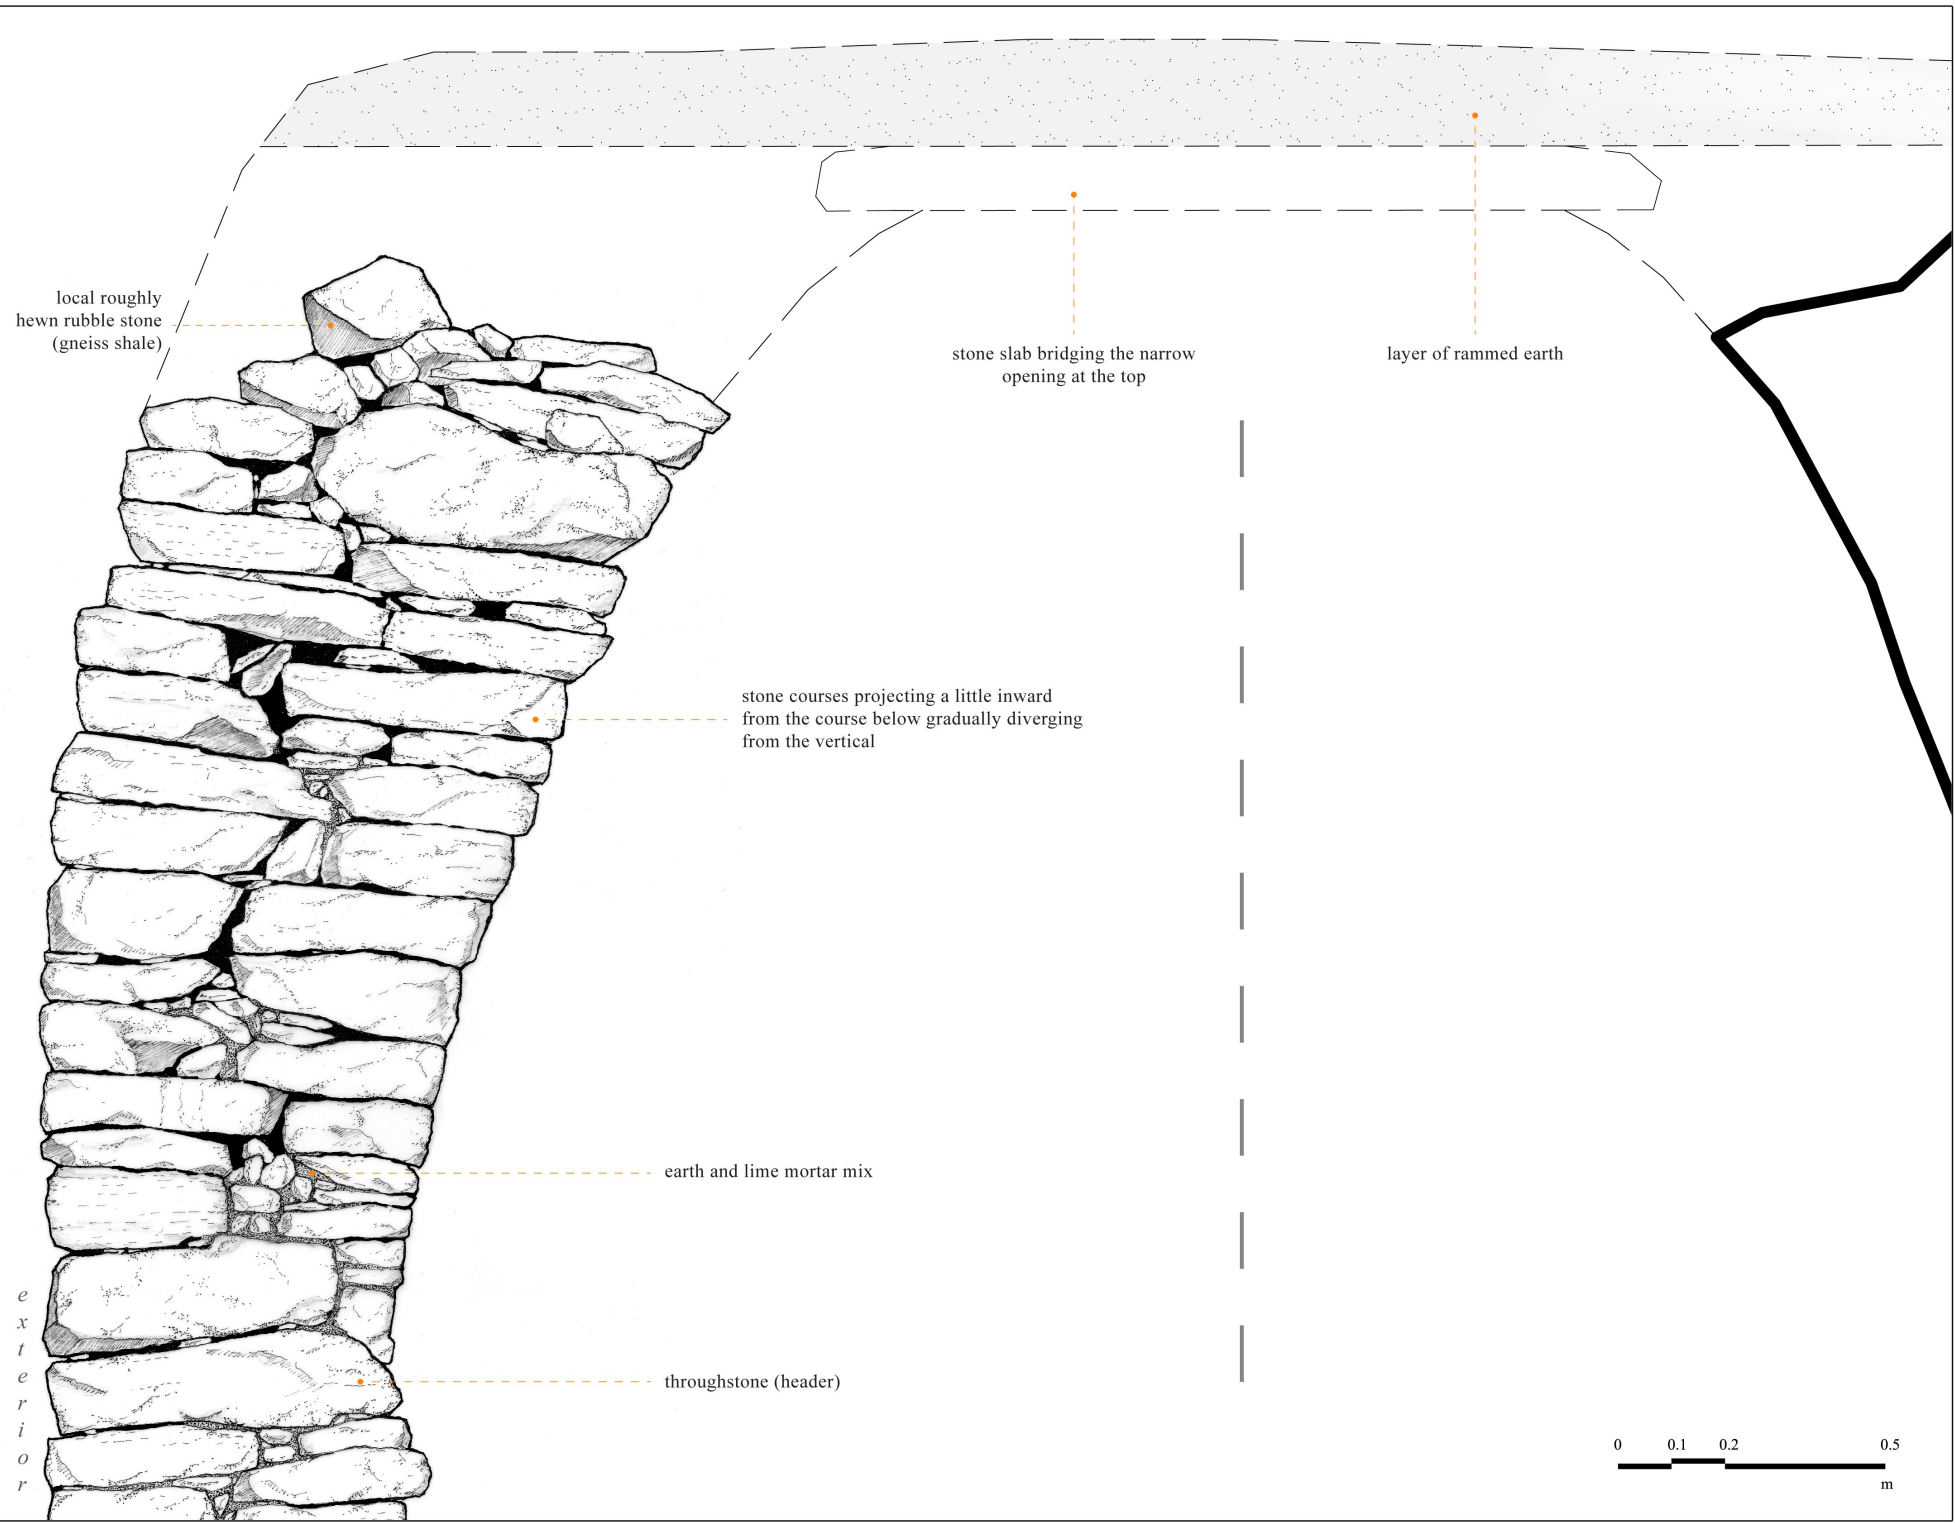 local roughly
hewn rubble stone
(gneiss shale)
stone slab bridging the narrow
opening at the top
layer of rammed earth
stone courses projecting a little inward
from the course below gradually diverging
from the vertical
earth and lime mortar mix
throughstone (header)
exterior
0 0.1 0.2 0.5
m